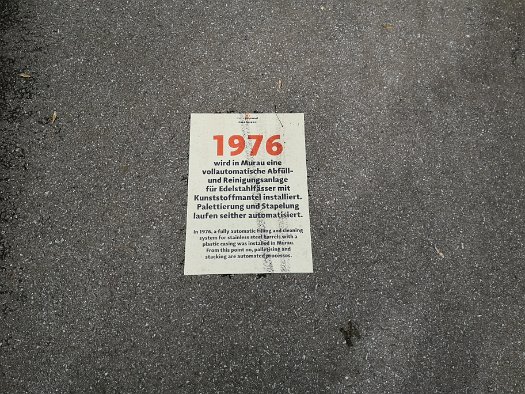 1976
wird in Murau eine
vollautomatische Abfüll-
und Reinigungsanlage
für Edelstahlfässer mit
Kunststoffmantel installiert.
Palettierung und Stapelung
laufen seither automatisiert.
In 1976, a fully automatic filling and cleaning
system for stainless steel barrels with a
plastic casing was installed in Murau.
From this point on, palletising and
stacking are automated processes.